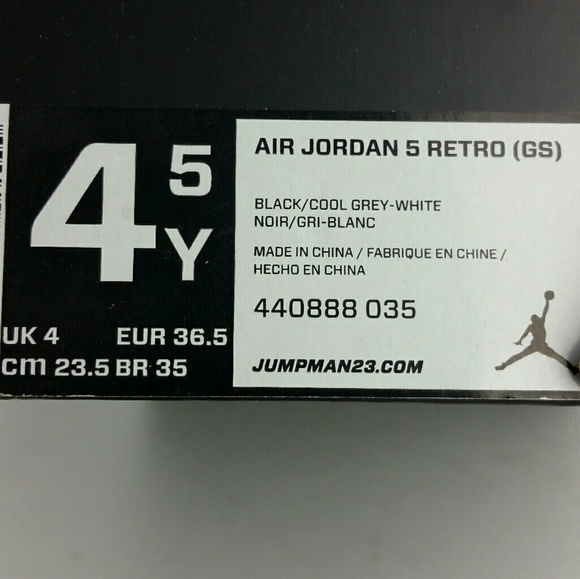 4 5
Y
UK 4 EUR 36.5
cm 23.5 BR 35
AIR JORDAN 5 RETRO (GS)
BLACK/COOL GREY-WHITE
NOIR/GRI-BLANC
MADE IN CHINA / FABRIQUE EN CHINE /
HECHO EN CHINA
440888 035
JUMPMAN23.COM